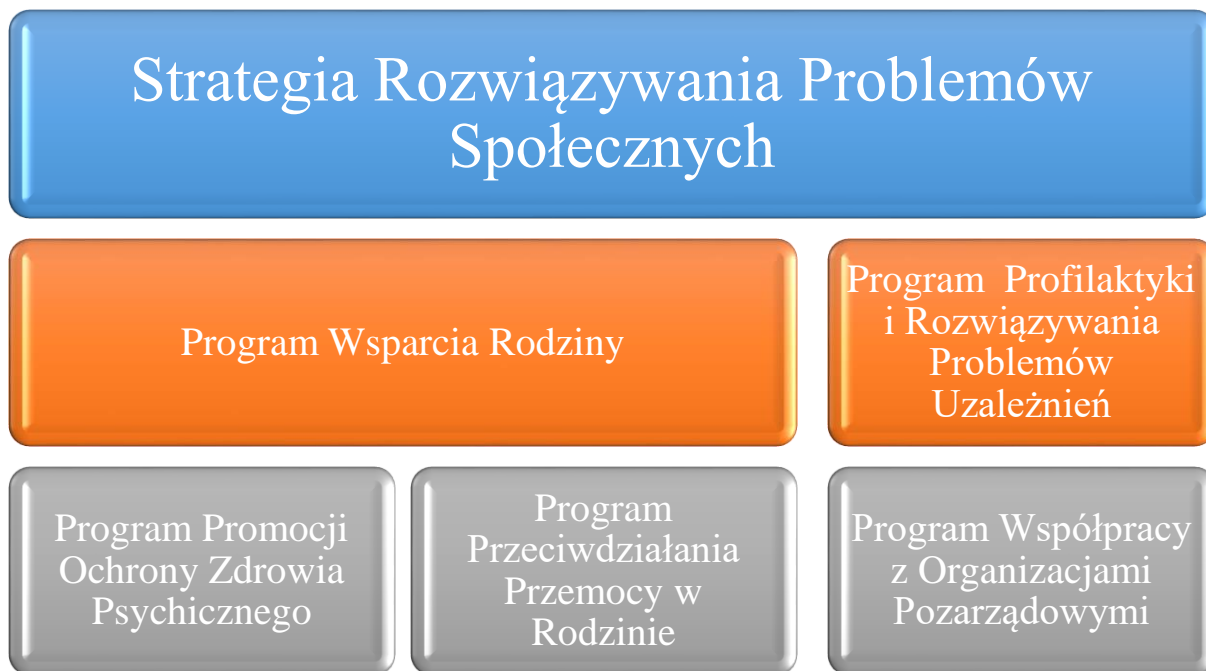 Strategia Rozwiązywania Problemów
Społecznych
Program Wsparcia Rodziny
Program  Profilaktyki
i Rozwiązywania
Problemów
Uzależnień
Program Promocji
Ochrony Zdrowia
Psychicznego
Program
Przeciwdziałania
Przemocy w
Rodzinie
Program Współpracy
z Organizacjami
Pozarządowymi